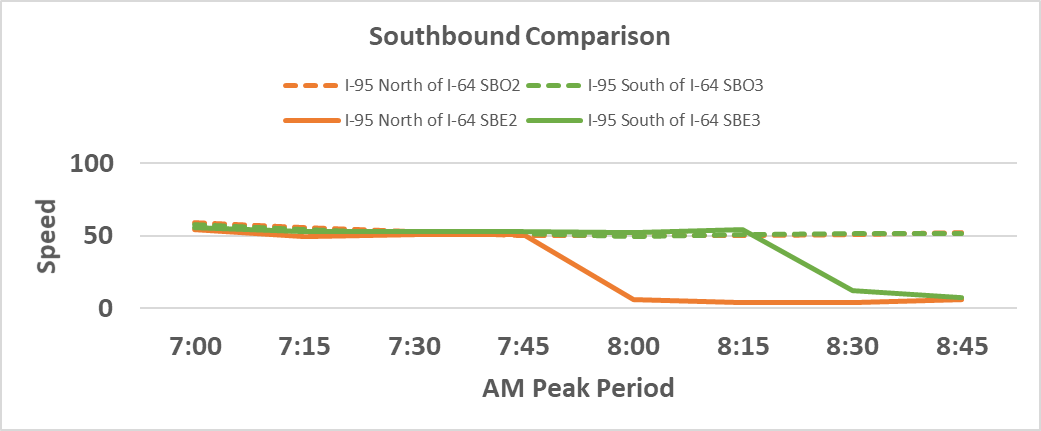 Southbound Comparison
I-95 North of I-64 SBO2 I-95 South of I-64 SBO3
I-95 North of I-64 SBE2 I-95 South of I-64 SBE3
100
50
0
Speed
7:00 7:15 7:30 7:45 8:00 8:15 8:30 8:45
AM Peak Period